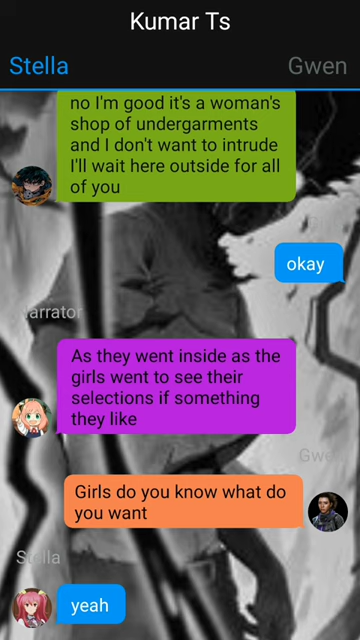 Kumar Ts
Stella
Gwen
no I'm good it's a woman's
shop of undergarments
and I don't want to intrude
I'll wait here outside for all
of you
okay
Narrator
As they went inside as the
girls went to see their
selections if something
they like
Gwen
Girls do you know what do
you want
Stella
yeah